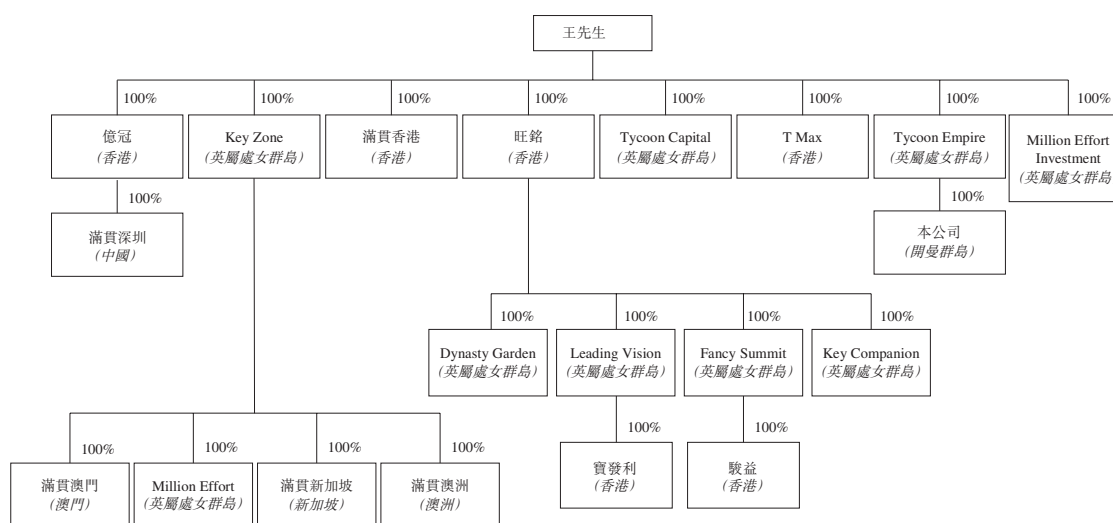 王先生
100%
100%
100%
100%
100%
100%
100%
100%
億冠
(香港)
Key Zone
(英屬處女群島)
滿貫香港
(香港)
旺銘
(香港)
Tycoon Capital
(英屬處女群島)
T Max
(香港)
Tycoon Empire
(英屬處女群島)
Million Effort
Investment
(英屬處女群島
100%
100%
滿貫深圳
(中國)
本公司
(開曼群島)
100%
100%
100%
100%
Dynasty Garden
(英屬處女群島)
Leading Vision
(英屬處女群島)
Fancy Summit
(英屬處女群島)
Key Companion
(英屬處女群島)
100%
100%
100%
100%
100%
100%
寶發利
(香港)
駿益
(香港)
滿貫澳門
(澳門)
Million Effort
(英屬處女群島)
滿貫新加坡
(新加坡)
滿貫澳洲
(澳洲)